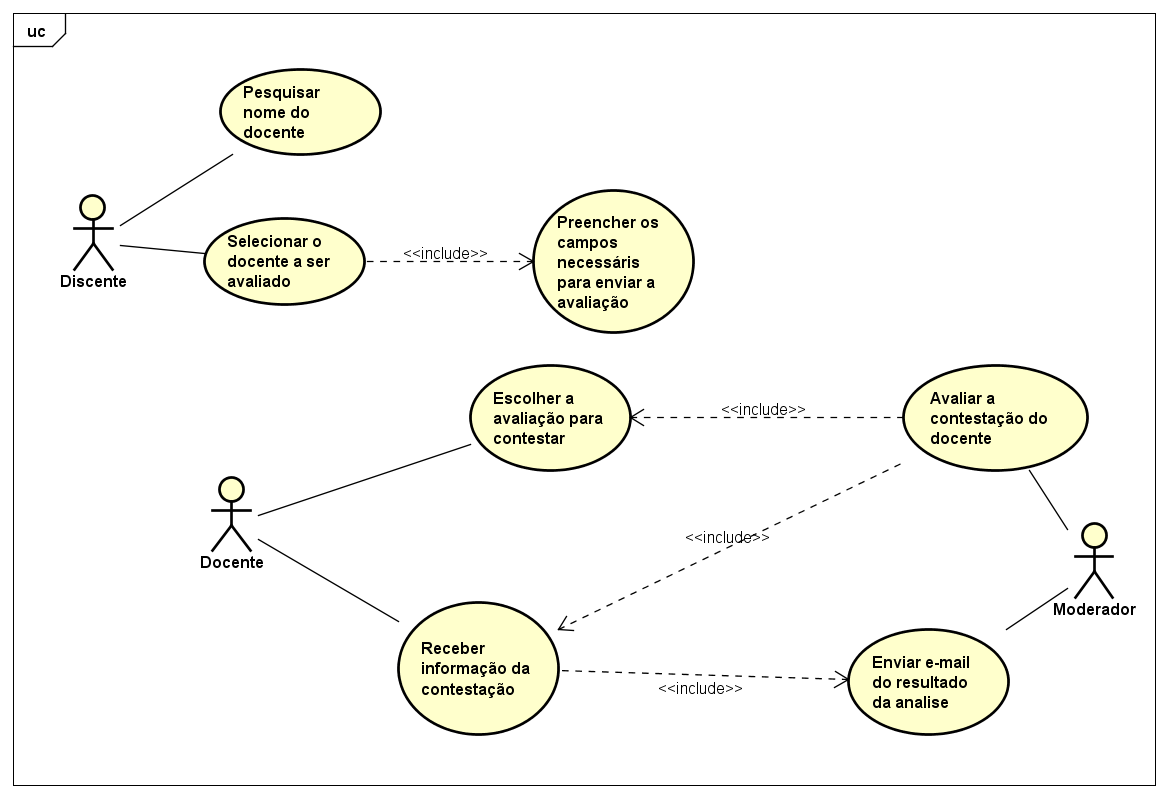 uc
Pesquisar
nome do
docente
Discente
Selecionar o
docente a ser
avaliado
<<include>>
Preencher os
campos
necessáris
para enviar a
avaliação
Escolher a
avaliação para
contestar
<<include>>
Avaliar a
contestação do
docente
Docente
<<include>>
Moderador
Receber
informação da
contestação
<<include>>
Enviar e-mail
do resultado
da analise